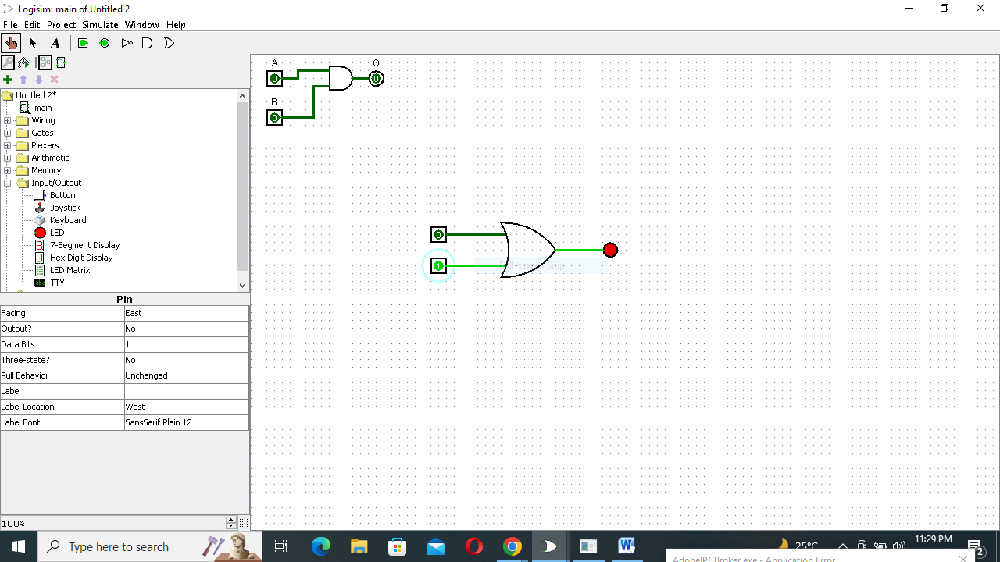 Logisim: main of Untitled 2
File Edit Project Simulate Window Help
A
A O
0 0
B
0
Untitled 2*
main
Wiring
Gates
Plexers
Arithmetic
Memory
Input/Output
Button
Joystick
Keyboard
LED
7-Segment Display
Hex Digit Display
LED Matrix
TTY
0
1
Pin
Facing East
Output? No
Data Bits 1
Three-state? No
Pull Behavior Unchanged
Label
Label Location West
Label Font SansSerif Plain 12
100%
Type here to search
25°C
11:29 PM
2
AdobeIPCBroker.exe - Application Error